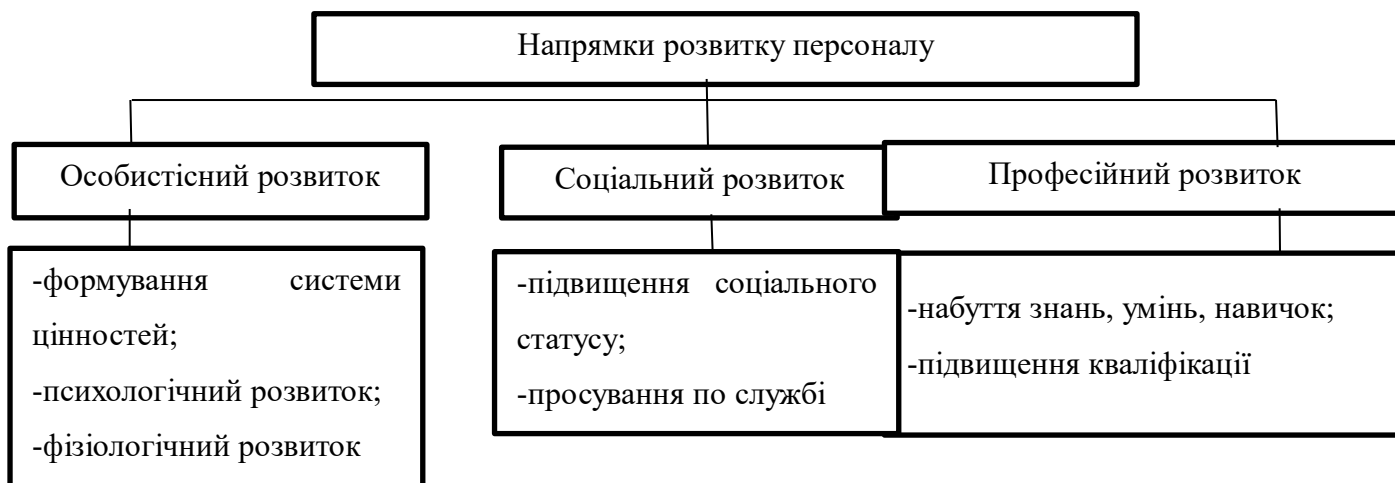 Напрямки розвитку персоналу
Особистісний розвиток
Соціальний розвиток
Професійний розвиток
-формування системи
цінностей;
-психологічний розвиток;
-фізіологічний розвиток
-підвищення соціального
статусу;
-просування по службі
-набуття знань, умінь, навичок;
-підвищення кваліфікації